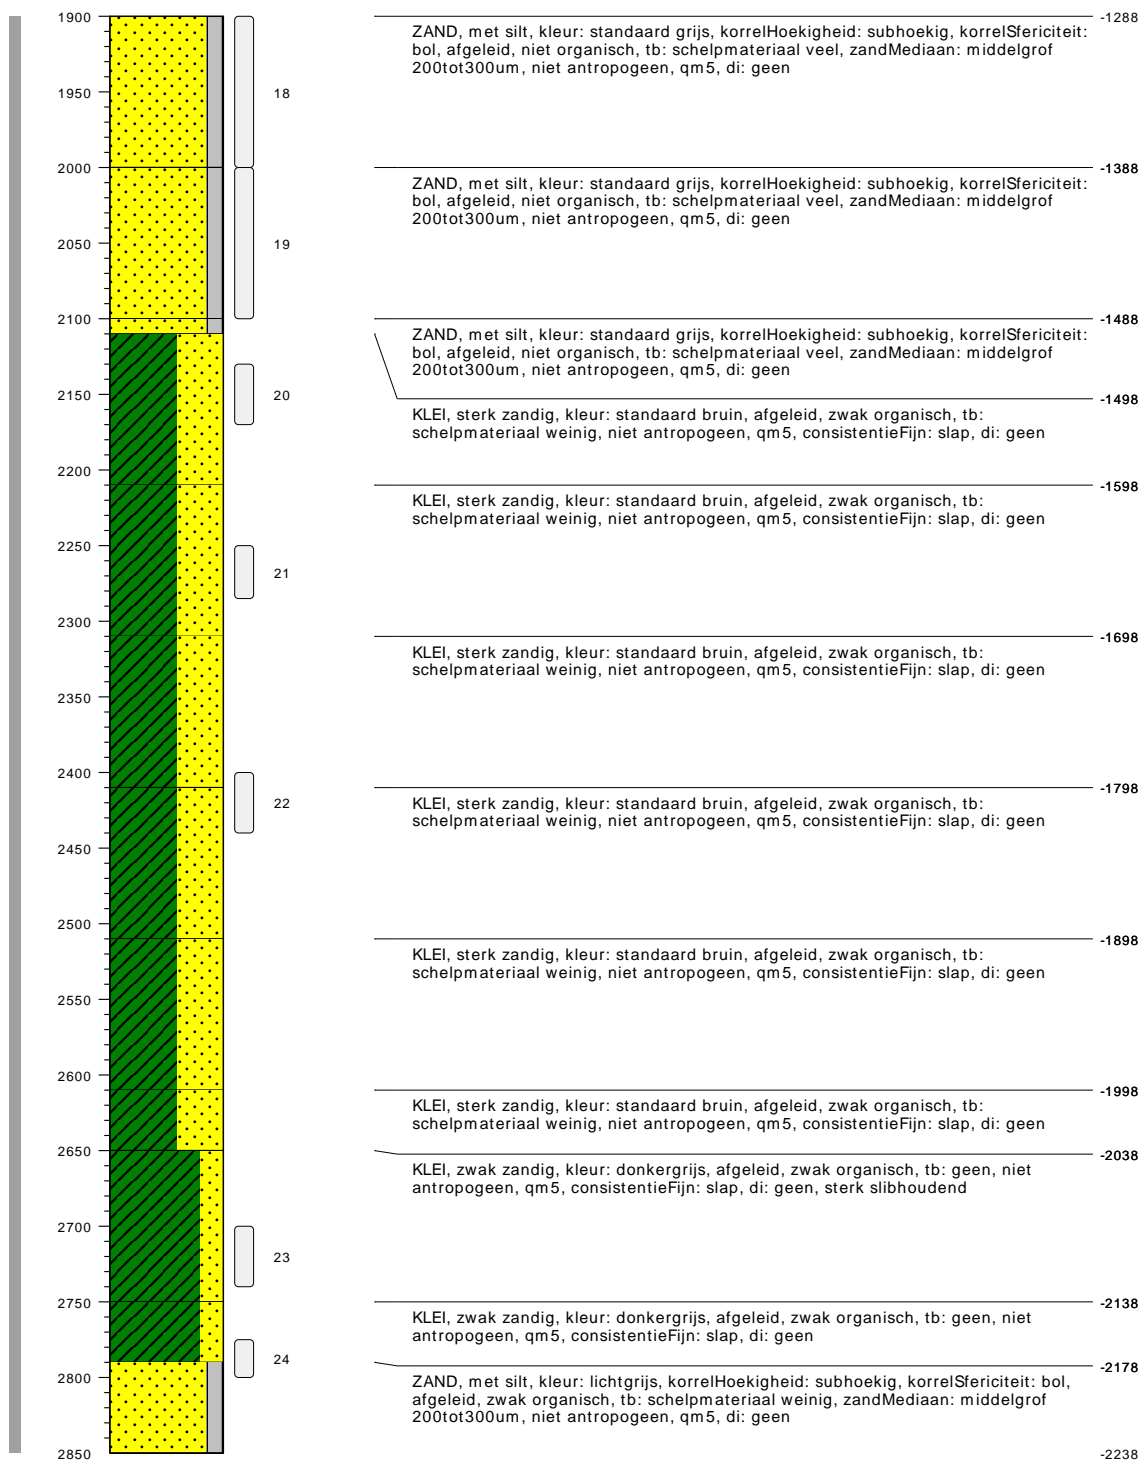 1900
-1288
ZAND, met silt, kleur: standaard grijs, korrelHoekigheid: subhoekig, korrelSfericiteit:
bol, afgeleid, niet organisch, tb: schelpmateriaal veel, zandMediaan: middelgrof
200tot300um, niet antropogeen, qm5, di: geen
1950
18
2000
-1388
ZAND, met silt, kleur: standaard grijs, korrelHoekigheid: subhoekig, korrelSfericiteit:
bol, afgeleid, niet organisch, tb: schelpmateriaal veel, zandMediaan: middelgrof
200tot300um, niet antropogeen, qm5, di: geen
2050
19
2100
-1488
ZAND, met silt, kleur: standaard grijs, korrelHoekigheid: subhoekig, korrelSfericiteit:
bol, afgeleid, niet organisch, tb: schelpmateriaal veel, zandMediaan: middelgrof
200tot300um, niet antropogeen, qm5, di: geen
2150
20
-1498
KLEI, sterk zandig, kleur: standaard bruin, afgeleid, zwak organisch, tb:
schelpmateriaal weinig, niet antropogeen, qm5, consistentieFijn: slap, di: geen
2200
-1598
KLEI, sterk zandig, kleur: standaard bruin, afgeleid, zwak organisch, tb:
schelpmateriaal weinig, niet antropogeen, qm5, consistentieFijn: slap, di: geen
2250
21
2300
-1698
KLEI, sterk zandig, kleur: standaard bruin, afgeleid, zwak organisch, tb:
schelpmateriaal weinig, niet antropogeen, qm5, consistentieFijn: slap, di: geen
2350
2400
-1798
22
KLEI, sterk zandig, kleur: standaard bruin, afgeleid, zwak organisch, tb:
schelpmateriaal weinig, niet antropogeen, qm5, consistentieFijn: slap, di: geen
2450
2500
-1898
KLEI, sterk zandig, kleur: standaard bruin, afgeleid, zwak organisch, tb:
schelpmateriaal weinig, niet antropogeen, qm5, consistentieFijn: slap, di: geen
2550
2600
-1998
KLEI, sterk zandig, kleur: standaard bruin, afgeleid, zwak organisch, tb:
schelpmateriaal weinig, niet antropogeen, qm5, consistentieFijn: slap, di: geen
2650
-2038
KLEI, zwak zandig, kleur: donkergrijs, afgeleid, zwak organisch, tb: geen, niet
antropogeen, qm5, consistentieFijn: slap, di: geen, sterk slibhoudend
2700
23
2750
-2138
KLEI, zwak zandig, kleur: donkergrijs, afgeleid, zwak organisch, tb: geen, niet
antropogeen, qm5, consistentieFijn: slap, di: geen
24
-2178
2800
ZAND, met silt, kleur: lichtgrijs, korrelHoekigheid: subhoekig, korrelSfericiteit: bol,
afgeleid, zwak organisch, tb: schelpmateriaal weinig, zandMediaan: middelgrof
200tot300um, niet antropogeen, qm5, di: geen
2850
-2238